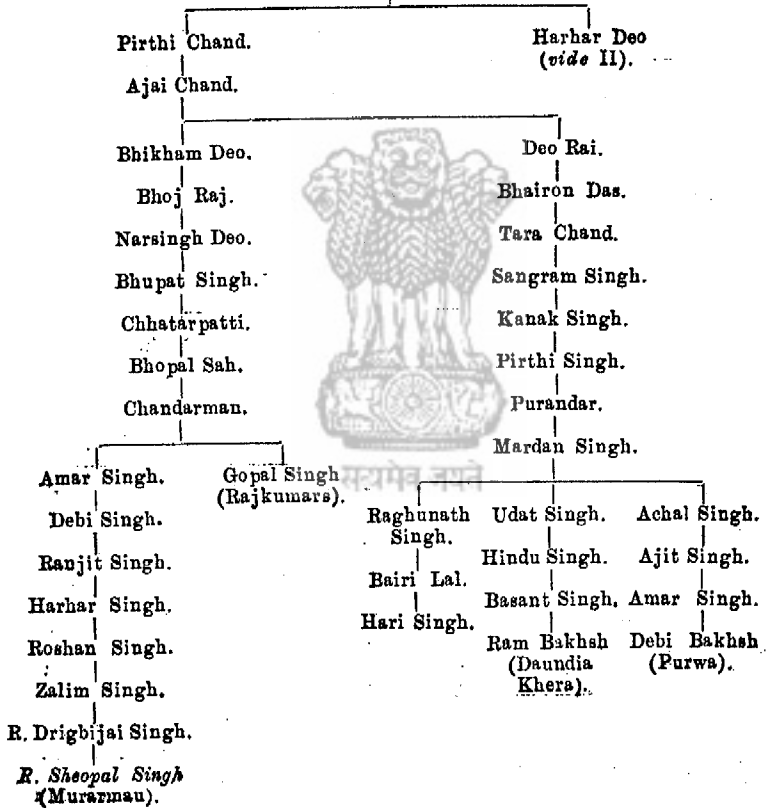 Pirthi Chand.
Harhar Deo
(vide II).
Ajai Chand.
Bhikham Deo.
Deo Rai.
Bhoj Raj.
Bhairon Das.
Narsingh Deo.
Tara Chand.
Bhupat Singh.
Sangram Singh.
Chhatarpatti.
Kanak Singh.
Bhopal Sah.
Pirthi Singh.
Chandarman.
Purandar.
Mardan Singh.
Amar Singh.
Gopal Singh
(Rajkumars).
सत्यमेव जयते
Debi Singh.
Ranjit Singh.
Harhar Singh.
Roshan Singh.
Zalim Singh.
R. Drigbijai Singh.
R. Sheopal Singh
(Murarmau).
Raghunath
Singh.
Bairi Lal.
Hari Singh.
Udat Singh.
Hindu Singh.
Basant Singh.
Ram Bakhsh
(Daundia
Khera).
Achal Singh.
Ajit Singh.
Amar Singh.
Debi Bakhsh
(Purwa).